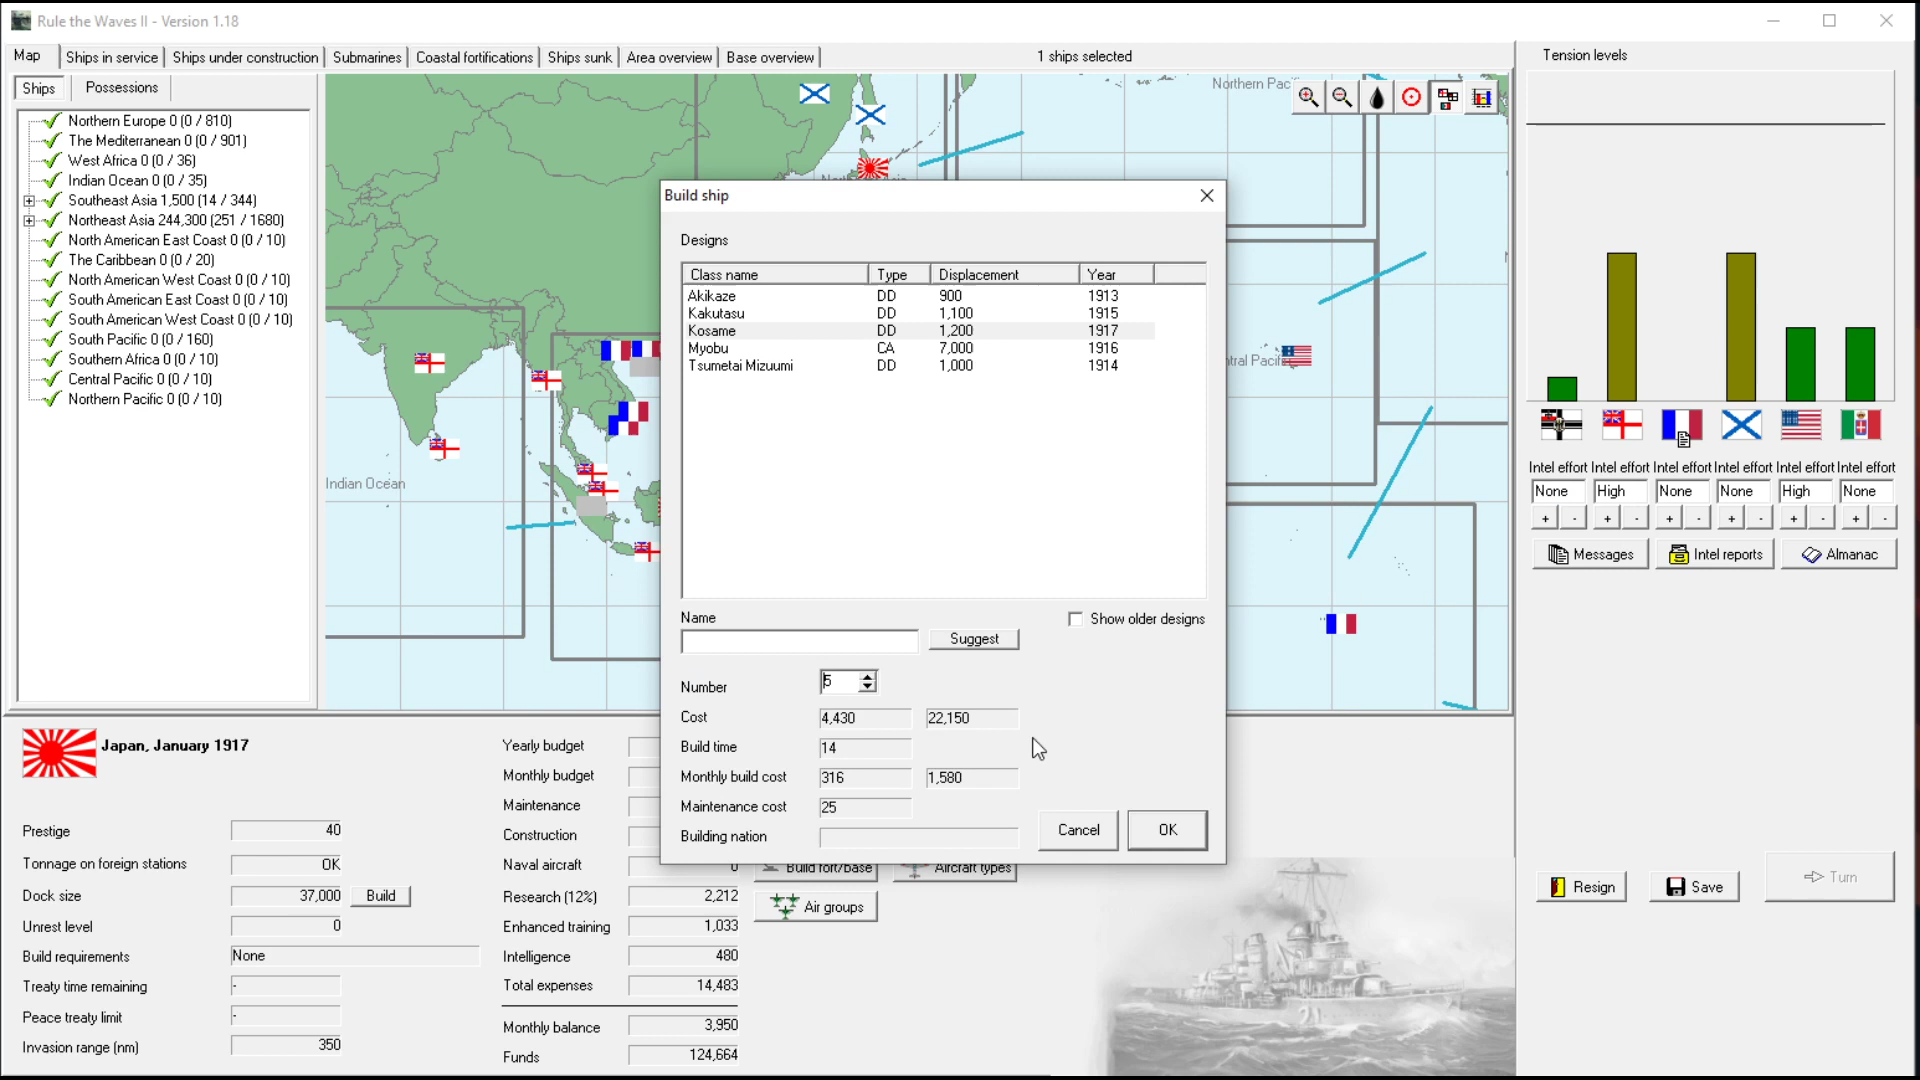 Rule the Waves II - Version 1.18
Map
Ships in service
Ships under construction
Submarines
Coastal fortifications
Ships sunk
Area overview
Base overview
1 ships selected
Tension levels
Ships
Possessions
Northern Europe 0 (0 / 810)
The Mediterranean 0 (0 / 901)
West Africa 0 (0 / 36)
Indian Ocean 0 (0 / 35)
Southeast Asia 1,500 (14 / 344)
Northeast Asia 244,300 (251 / 1680)
North American East Coast 0 (0 / 10)
The Caribbean 0 (0 / 20)
North American West Coast 0 (0 / 10)
South American East Coast 0 (0 / 10)
South American West Coast 0 (0 / 10)
South Pacific 0 (0 / 160)
Southern Africa 0 (0 / 10)
Central Pacific 0 (0 / 10)
Northern Pacific 0 (0 / 10)
Northern Paci
Indian Ocean
ntral Pacifi
Build ship
Designs
Class name Type Displacement Year
Akikaze DD 900 1913
Kakutasu DD 1,100 1915
Kosame DD 1,200 1917
Myobu CA 7,000 1916
Tsumetai Mizuumi DD 1,000 1914
Name
Suggest
Show older designs
Number 5
Cost 4,430 22,150
Build time 14
Monthly build cost 316 1,580
Maintenance cost 25
Building nation
Cancel
OK
Intel effort Intel effort Intel effort Intel effort Intel effort Intel effort
None High None None High None
+ - + - + - + - + - + -
Messages
Intel reports
Almanac
Resign
Save
Turn
Japan, January 1917
Prestige 40
Tonnage on foreign stations OK
Dock size 37,000 Build
Unrest level 0
Build requirements None
Treaty time remaining -
Peace treaty limit -
Invasion range (nm) 350
Yearly budget
Monthly budget
Maintenance
Construction
Naval aircraft 0
Research (12%) 2,212
Enhanced training 1,033
Intelligence 480
Total expenses 14,483
Monthly balance 3,950
Funds 124,664
Build fort/base
Aircraft types
Air groups